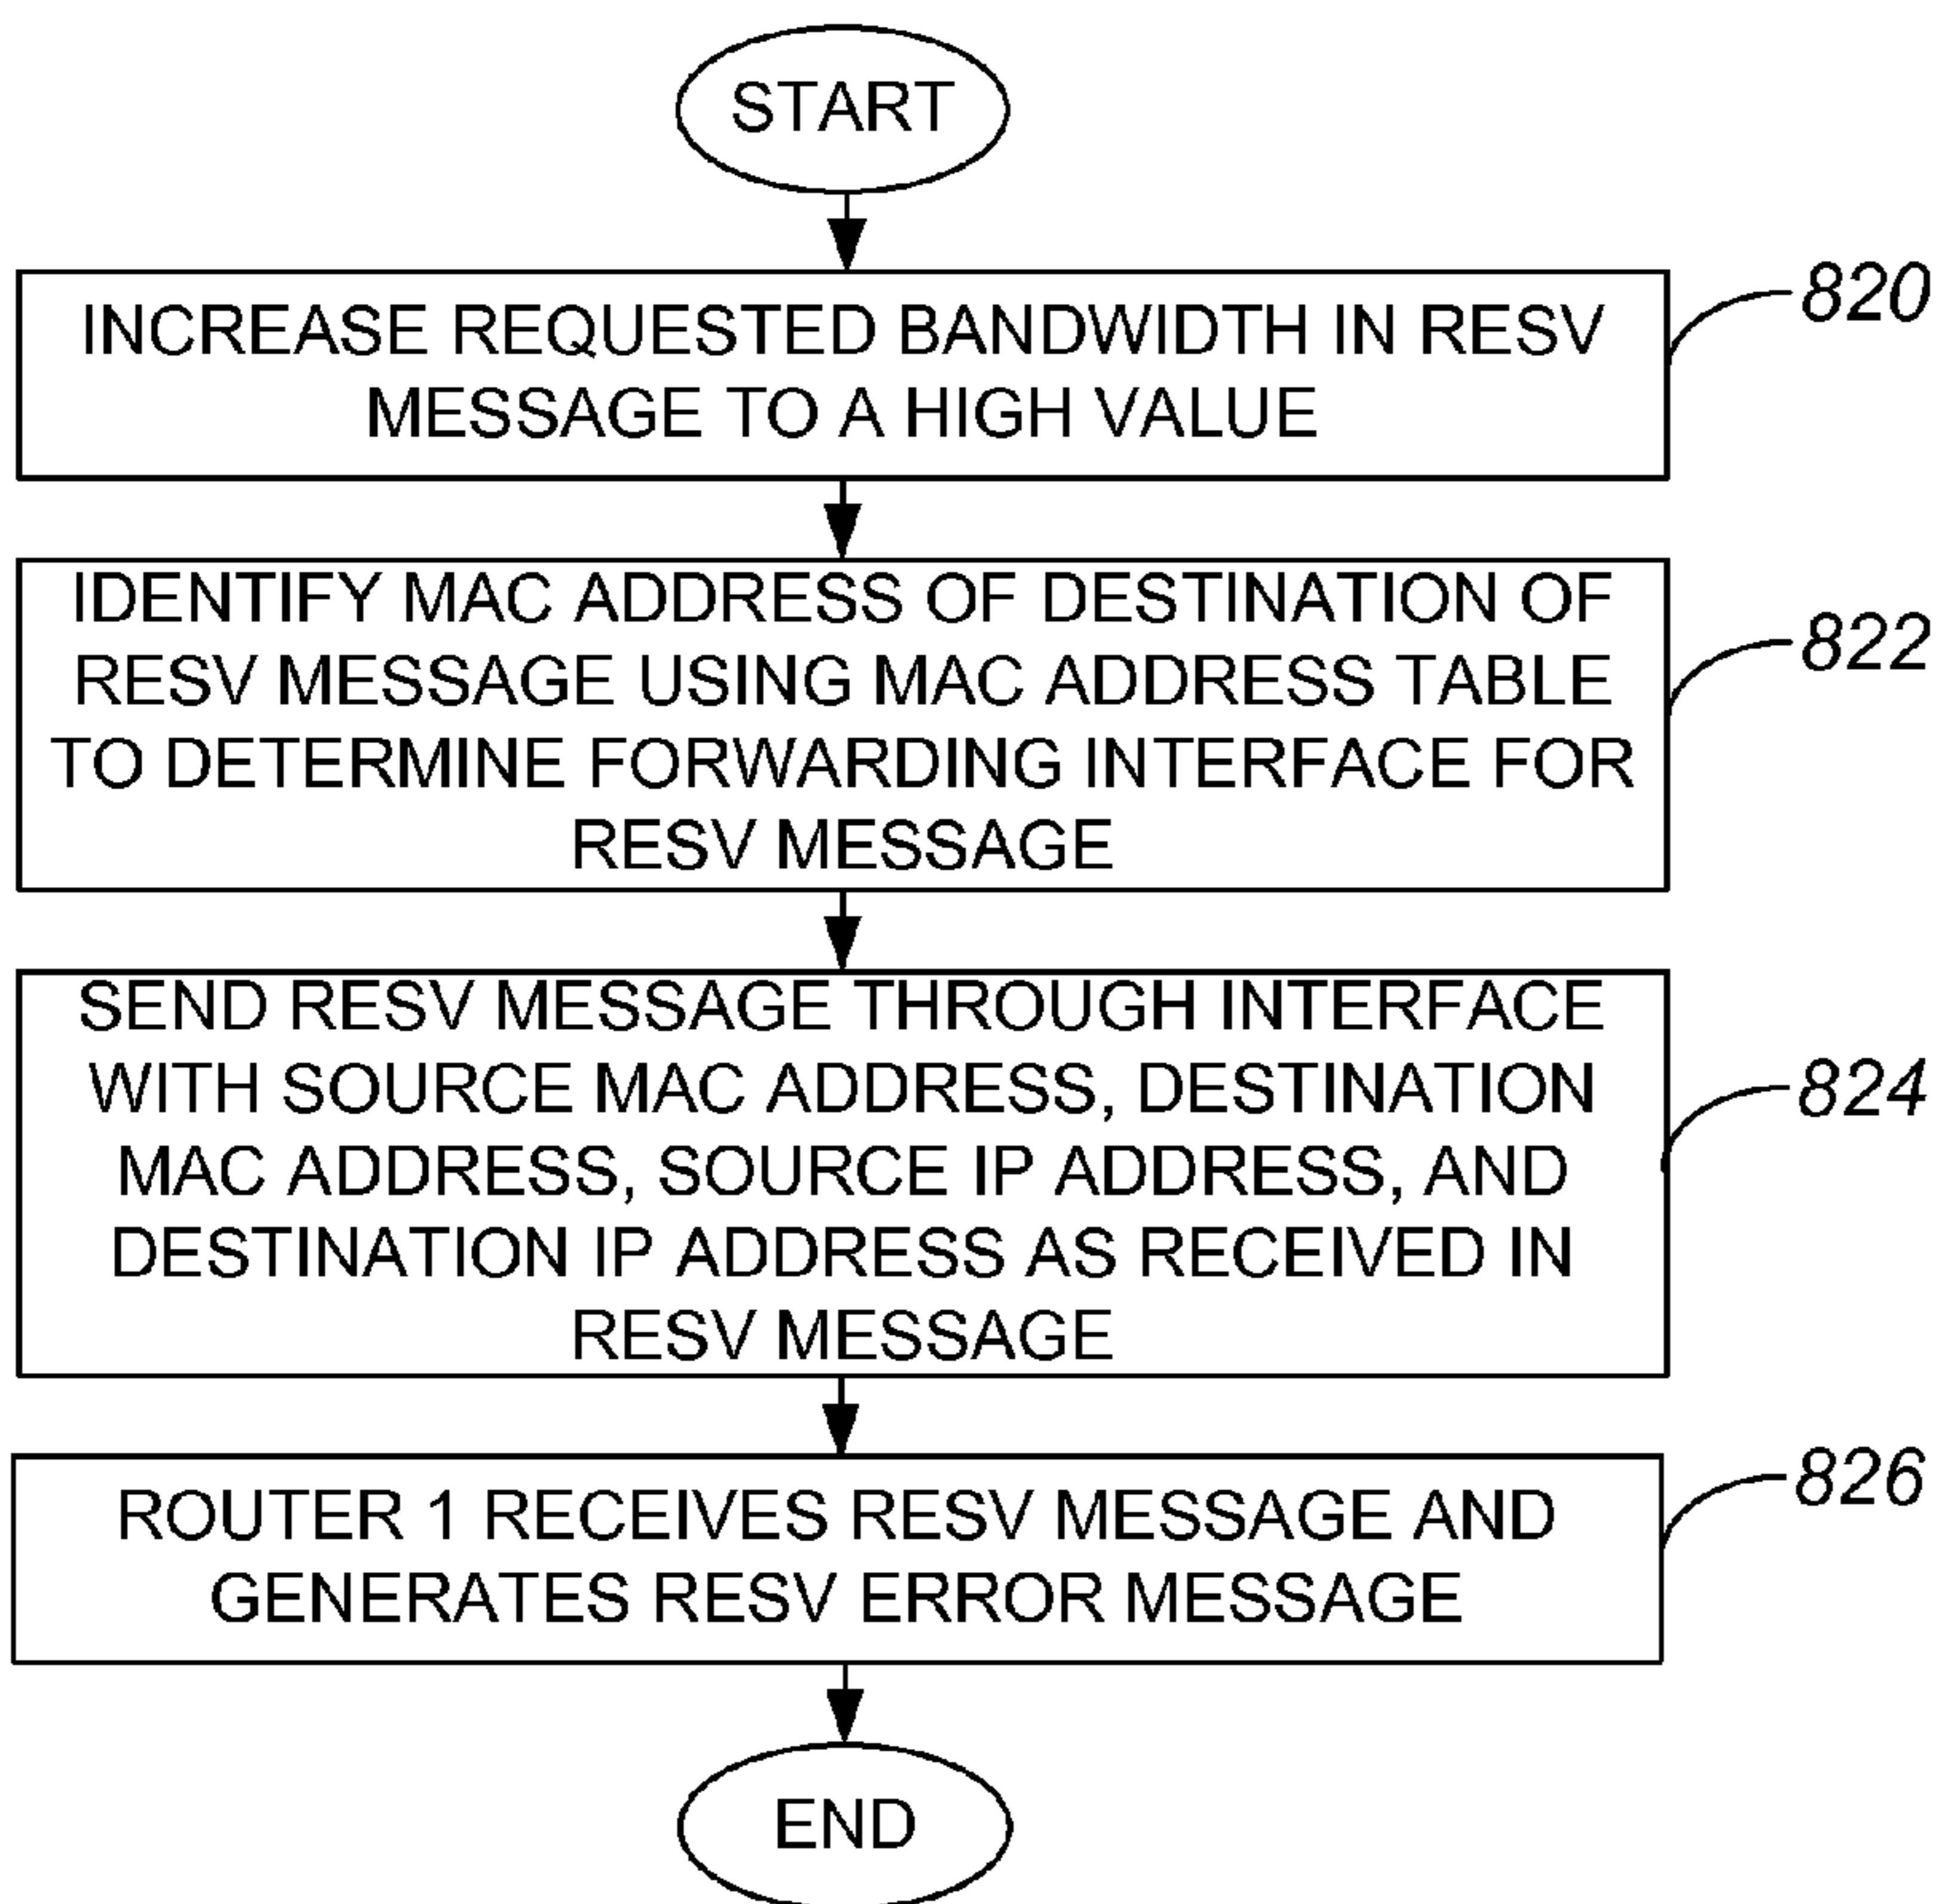 START
INCREASE REQUESTED BANDWIDTH IN RESV
MESSAGE TO A HIGH VALUE
820
IDENTIFY MAC ADDRESS OF DESTINATION OF
RESV MESSAGE USING MAC ADDRESS TABLE
TO DETERMINE FORWARDING INTERFACE FOR
RESV MESSAGE
822
SEND RESV MESSAGE THROUGH INTERFACE
WITH SOURCE MAC ADDRESS, DESTINATION
MAC ADDRESS, SOURCE IP ADDRESS, AND
DESTINATION IP ADDRESS AS RECEIVED IN
RESV MESSAGE
824
ROUTER 1 RECEIVES RESV MESSAGE AND
GENERATES RESV ERROR MESSAGE
826
END